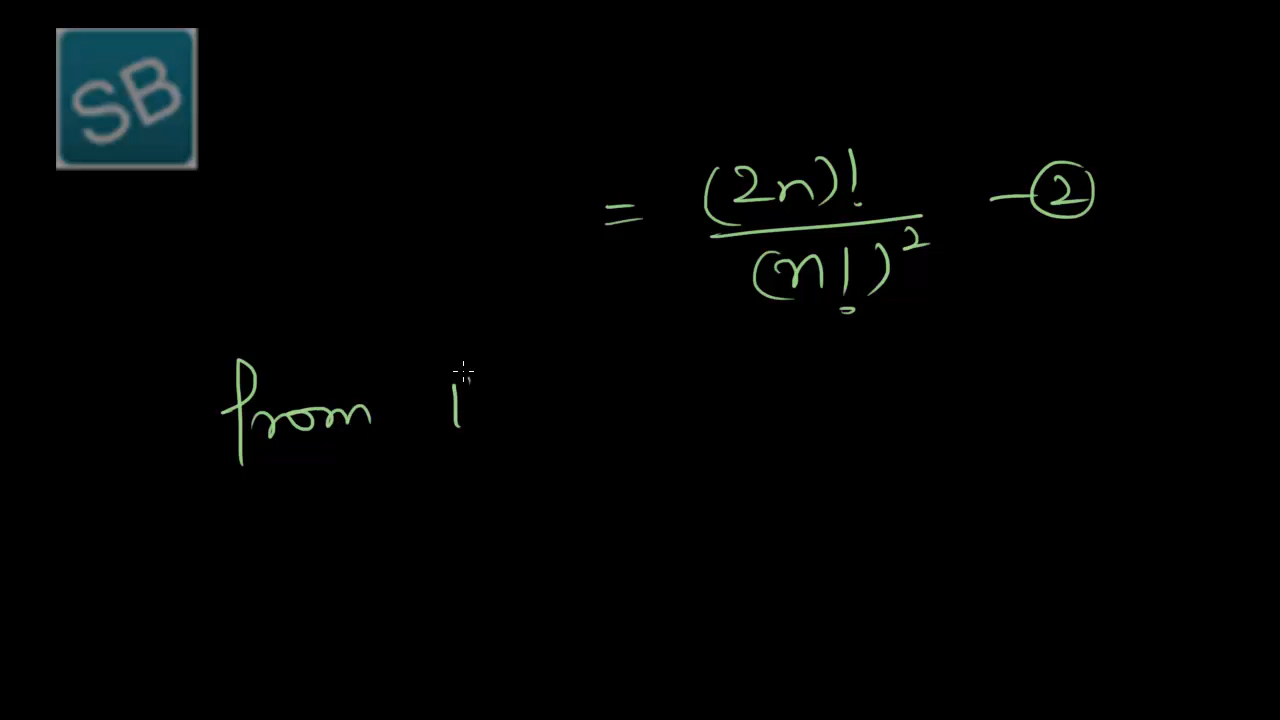 SB
= (2n)! / (n!)² — ②
from 1